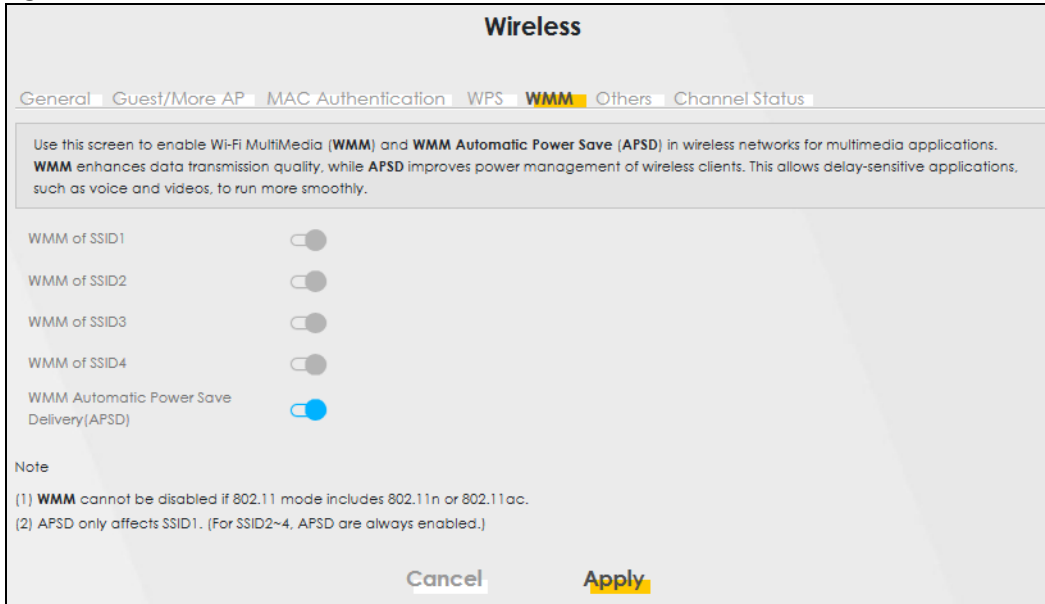 Wireless
General Guest/More AP MAC Authentication WPS WMM Others Channel Status
Use this screen to enable Wi-Fi MultiMedia (WMM) and WMM Automatic Power Save (APSD) in wireless networks for multimedia applications.
WMM enhances data transmission quality, while APSD improves power management of wireless clients. This allows delay-sensitive applications,
such as voice and videos, to run more smoothly.
WMM of SSID1
WMM of SSID2
WMM of SSID3
WMM of SSID4
WMM Automatic Power Save
Delivery(APSD)
Note
(1) WMM cannot be disabled if 802.11 mode includes 802.11n or 802.11ac.
(2) APSD only affects SSID1. (For SSID2~4, APSD are always enabled.)
Cancel Apply